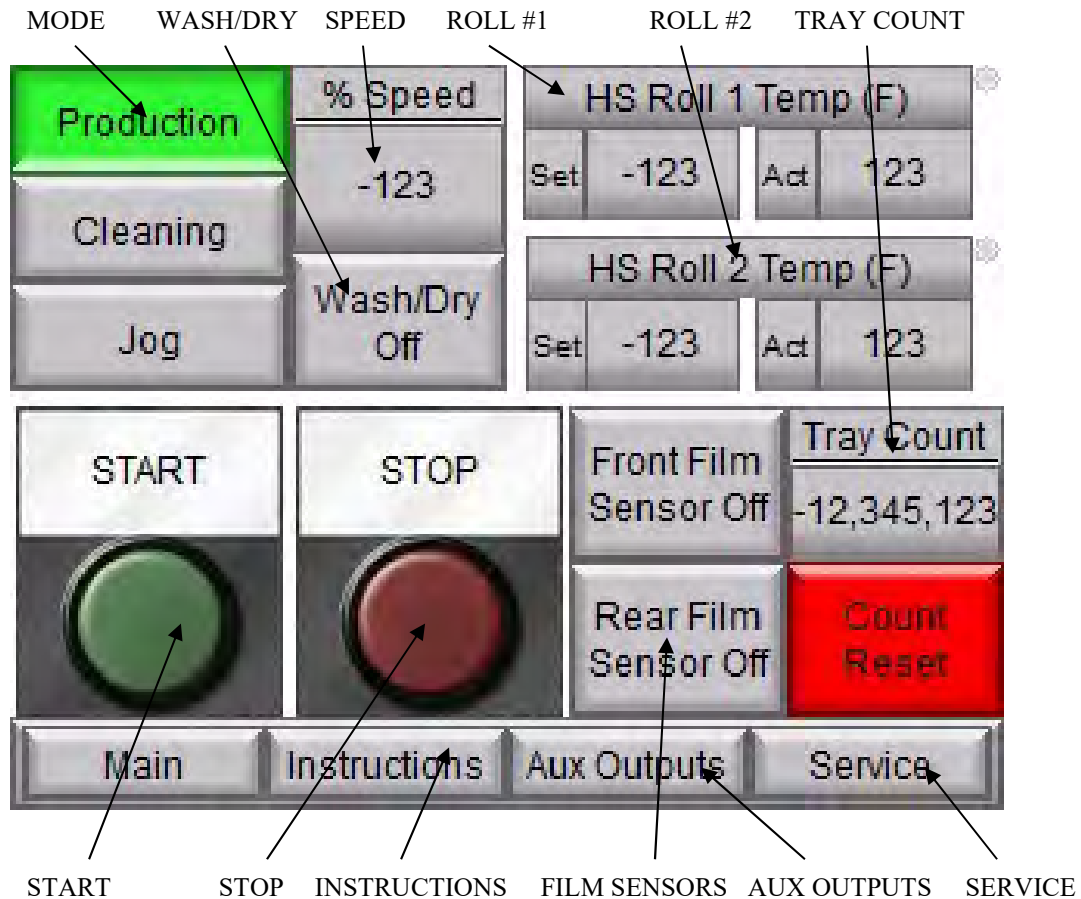 MODE WASH/DRY SPEED ROLL #1 ROLL #2 TRAY COUNT
Production
Cleaning
Jog
% Speed
-123
Wash/Dry
Off
HS Roll 1 Temp (F)
Set -123 Act 123
HS Roll 2 Temp (F)
Set -123 Act 123
START
STOP
Front Film
Sensor Off
Rear Film
Sensor Off
Tray Count
-12,345,123
Count
Reset
Main Instructions Aux Outputs Service
START STOP INSTRUCTIONS FILM SENSORS AUX OUTPUTS SERVICE